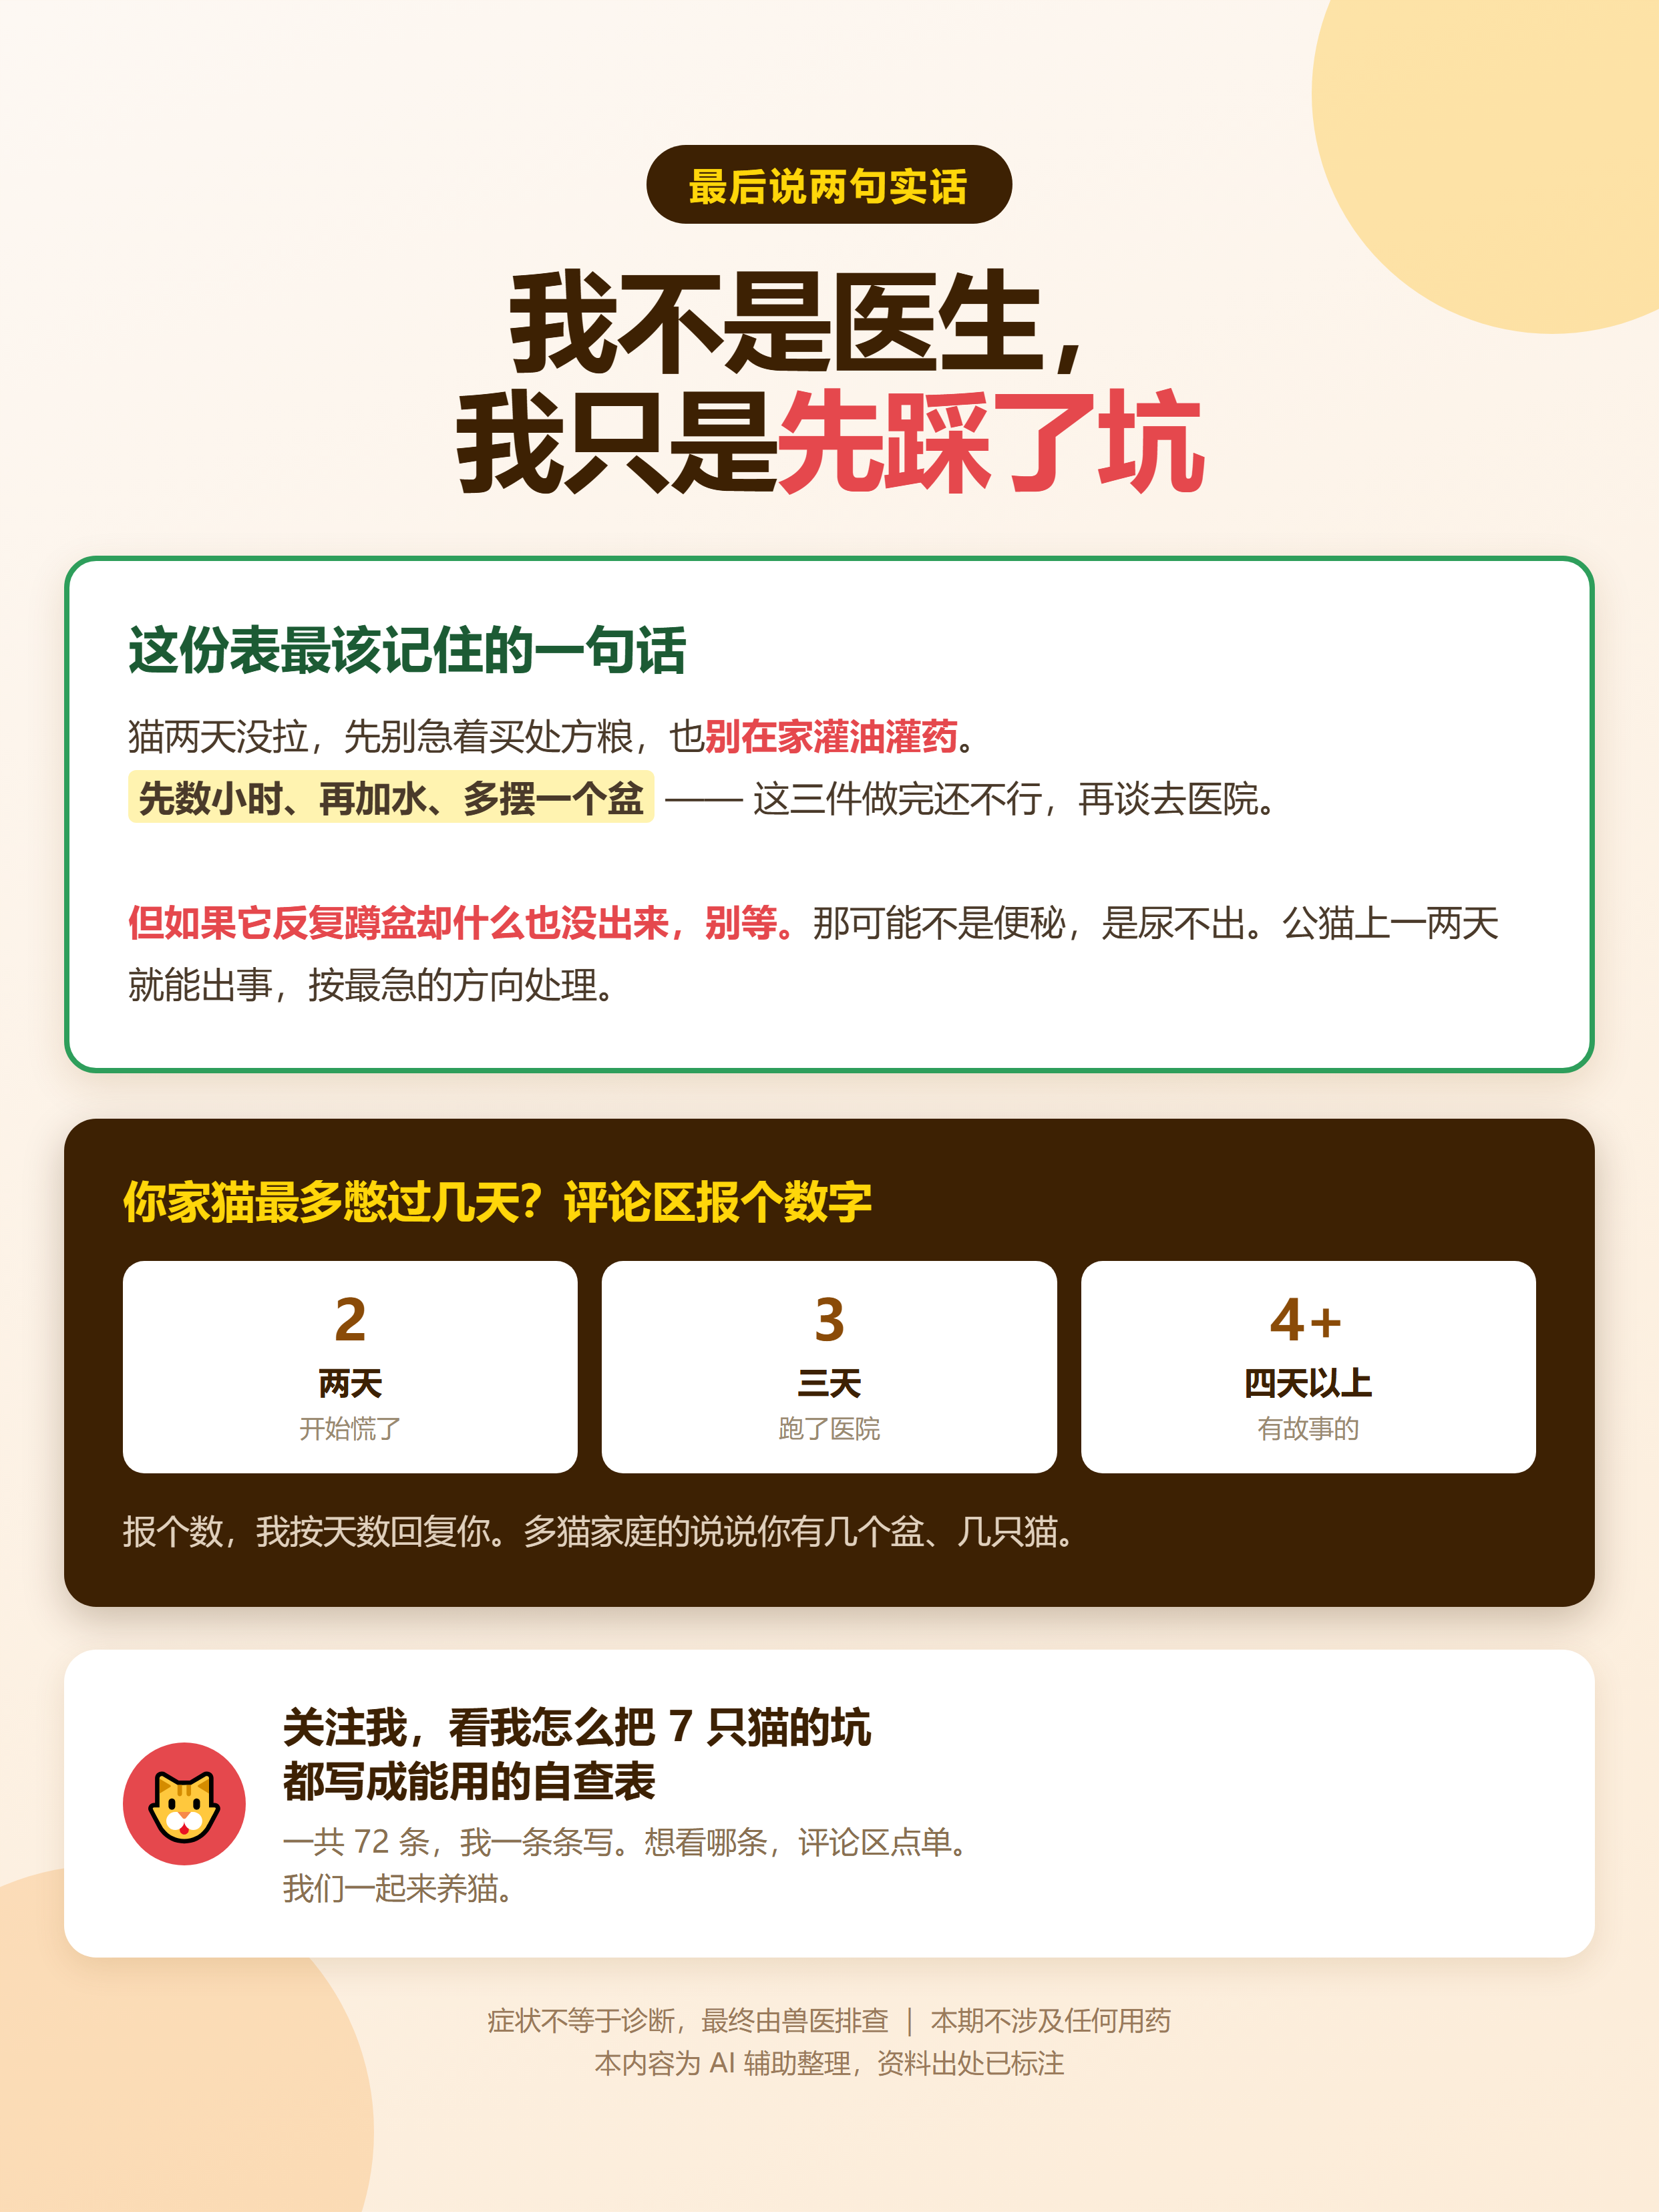 最后说两句实话
我不是医生，
我只是先踩了坑
这份表最该记住的一句话
猫两天没拉，先别急着买处方粮，也别在家灌油灌药。
先数小时、再加水、多摆一个盆 —— 这三件做完还不行，再谈去医院。
但如果它反复蹲盆却什么也没出来，别等。那可能不是便秘，是尿不出。公猫上一两天
就能出事，按最急的方向处理。
你家猫最多憋过几天？评论区报个数字
2
两天
开始慌了
3
三天
跑了医院
4+
四天以上
有故事的
报个数，我按天数回复你。多猫家庭的说说你有几个盆、几只猫。
关注我，看我怎么把 7 只猫的坑
都写成能用的自查表
一共 72 条，我一条条写。想看哪条，评论区点单。
我们一起来养猫。
症状不等于诊断，最终由兽医排查 ｜ 本期不涉及任何用药
本内容为 AI 辅助整理，资料出处已标注